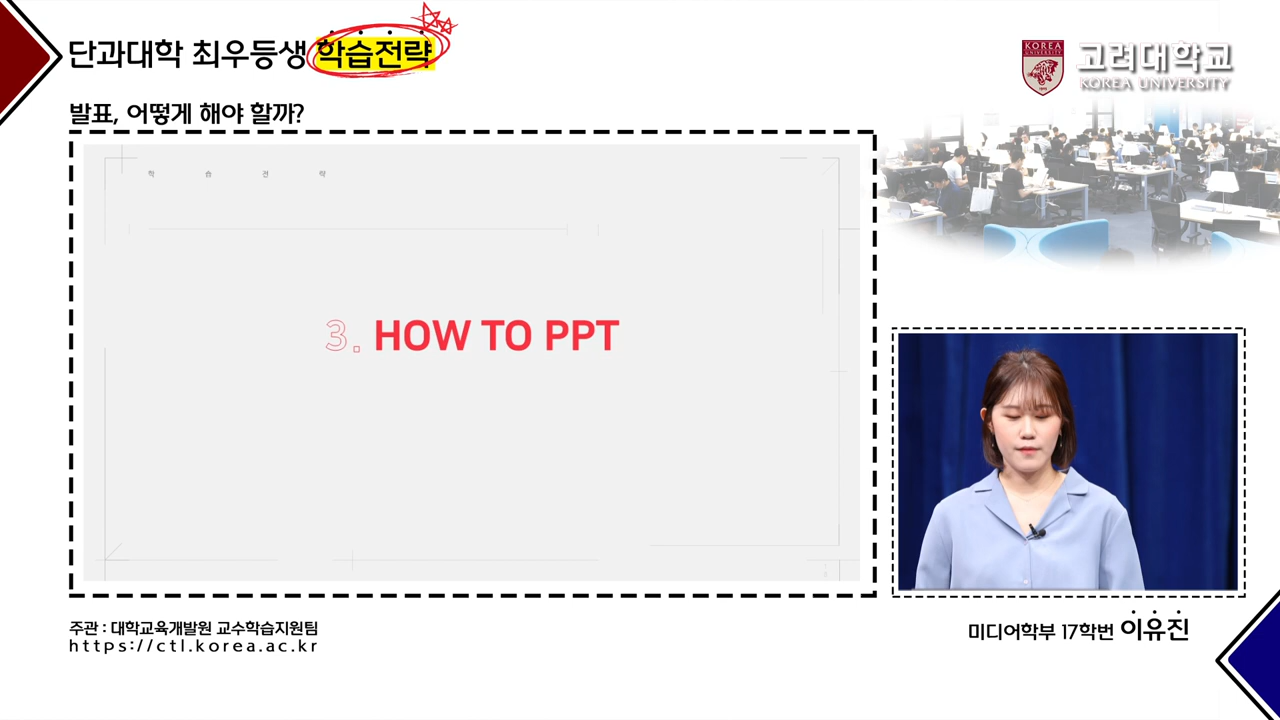 단과대학 최우등생 학습전략
KOREA
UNIVERSITY
고려대학교
KOREA UNIVERSITY
발표, 어떻게 해야 할까?
학 습 전 략
3. HOW TO PPT
주관 : 대학교육개발원 교수학습지원팀
https://ctl.korea.ac.kr
미디어학부 17학번 이유진